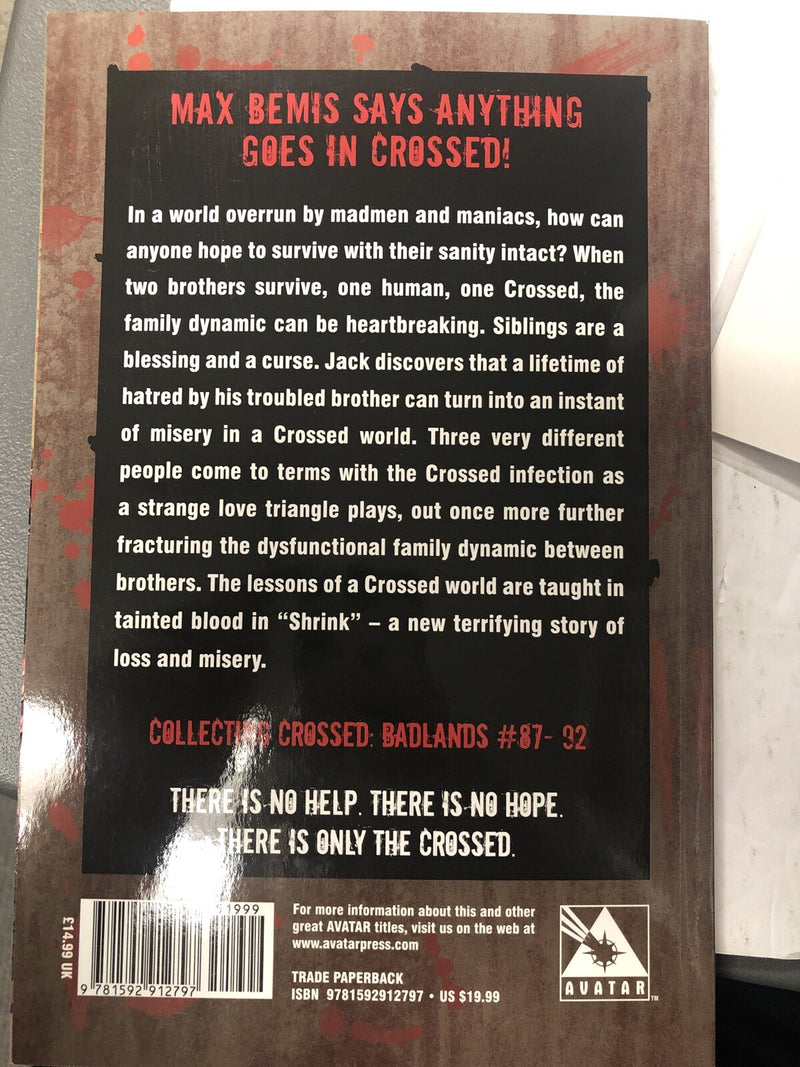 MAX BEMIS SAYS ANYTHING
GOES IN CROSSED!
In a world overrun by madmen and maniacs, how can
anyone hope to survive with their sanity intact? When
two brothers survive, one human, one Crossed, the
family dynamic can be heartbreaking. Siblings are a
blessing and a curse. Jack discovers that a lifetime of
hatred by his troubled brother can turn into an instant
of misery in a Crossed world. Three very different
people come to terms with the Crossed infection as
a strange love triangle plays, out once more further
fracturing the dysfunctional family dynamic between
brothers. The lessons of a Crossed world are taught in
tainted blood in “Shrink” – a new terrifying story of
loss and misery.
COLLECTING CROSSED: BADLANDS #87- 92
THERE IS NO HELP. THERE IS NO HOPE.
THERE IS ONLY THE CROSSED.
£14.99 UK
1999
9 781592 912797
For more information about this and other
great AVATAR titles, visit us on the web at
www.avatarpress.com
TRADE PAPERBACK
ISBN 9781592912797 • US $19.99
AVATAR
TM